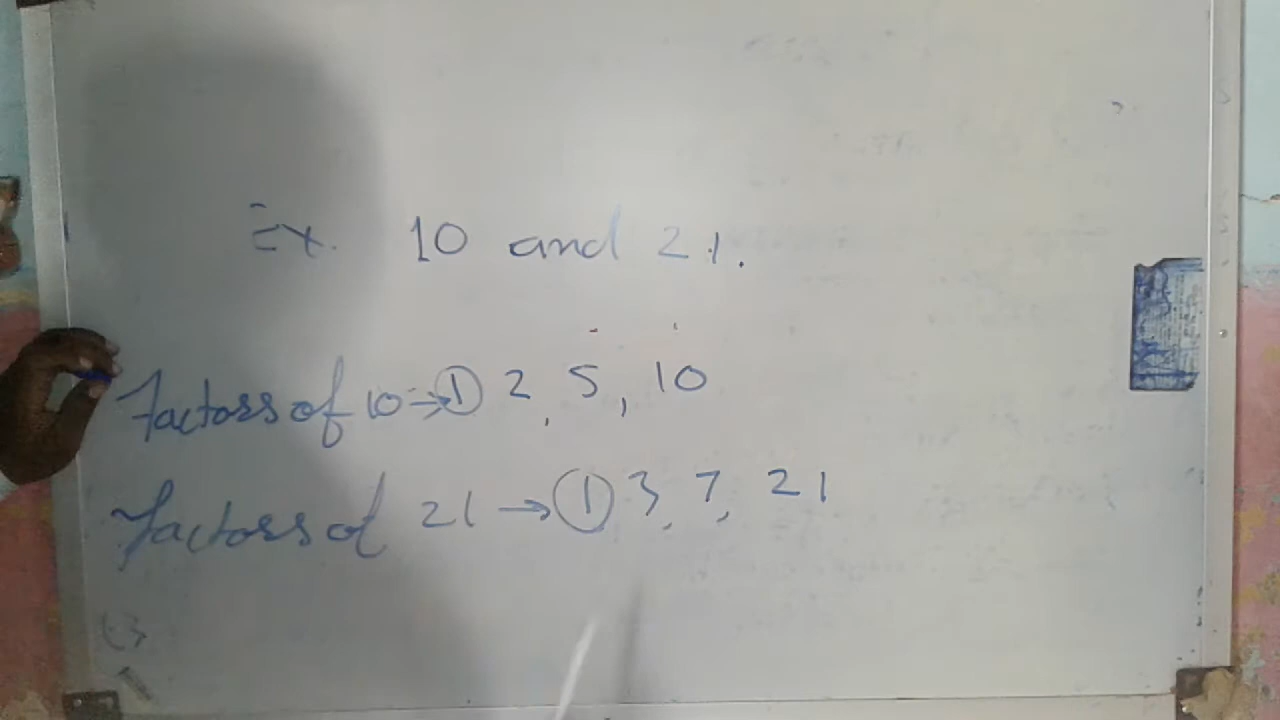 Ex. 10 and 21.
Factors of 10 → 1 2, 5, 10
Factors of 21 → 1 3, 7, 21